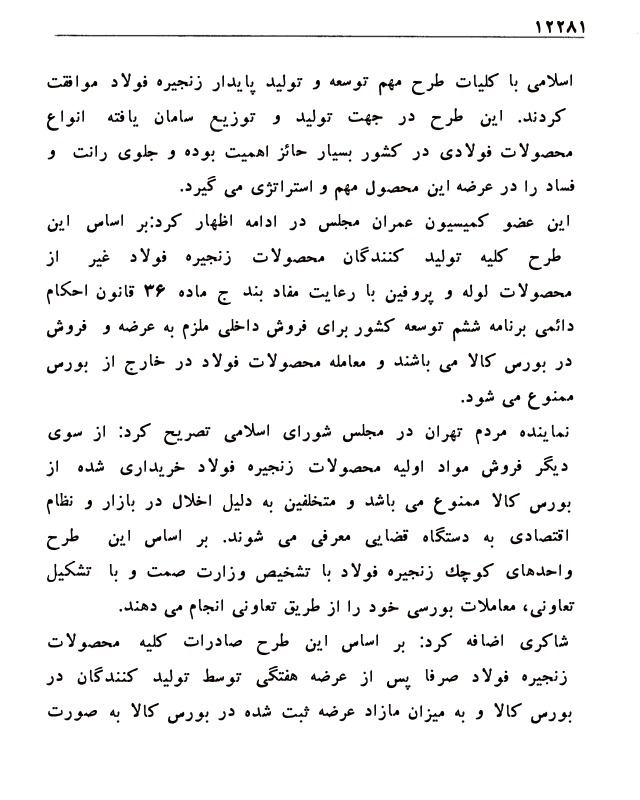 ۱۲۲۸۱
اسلامی با کلیات طرح مهم توسعه و تولید پایدار زنجیره فولاد موافقت
کردند. این طرح در جهت تولید و توزیع سامان یافته انواع
محصولات فولادی در کشور بسیار حائز اهمیت بوده و جلوی رانت و
فساد را در عرضه این محصول مهم و استراتژی می گیرد.
این عضو کمیسیون عمران مجلس در ادامه اظهار کرد:بر اساس این
طرح کلیه تولید کنندگان محصولات زنجیره فولاد غیر از
محصولات لوله و پروفین با رعایت مفاد بند ج ماده ۳۶ قانون احکام
دائمی برنامه ششم توسعه کشور برای فروش داخلی ملزم به عرضه و فروش
در بورس کالا می باشند و معامله محصولات فولاد در خارج از بورس
ممنوع می شود.
نماینده مردم تهران در مجلس شورای اسلامی تصریح کرد: از سوی
دیگر فروش مواد اولیه محصولات زنجیره فولاد خریداری شده از
بورس کالا ممنوع می باشد و متخلفین به دلیل اخلال در بازار و نظام
اقتصادی به دستگاه قضایی معرفی می شوند. بر اساس این طرح
واحدهای کوچك زنجیره فولاد با تشخیص وزارت صمت و با تشکیل
تعاونی، معاملات بورسی خود را از طریق تعاونی انجام می دهند.
شاکری اضافه کرد: بر اساس این طرح صادرات کلیه محصولات
زنجیره فولاد صرفا پس از عرضه هفتگی توسط تولید کنندگان در
بورس کالا و به میزان مازاد عرضه ثبت شده در بورس کالا به صورت